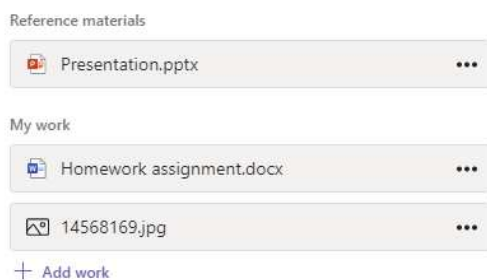 Reference materials
Presentation.pptx
My work
Homework assignment.docx
14568169.jpg
+ Add work